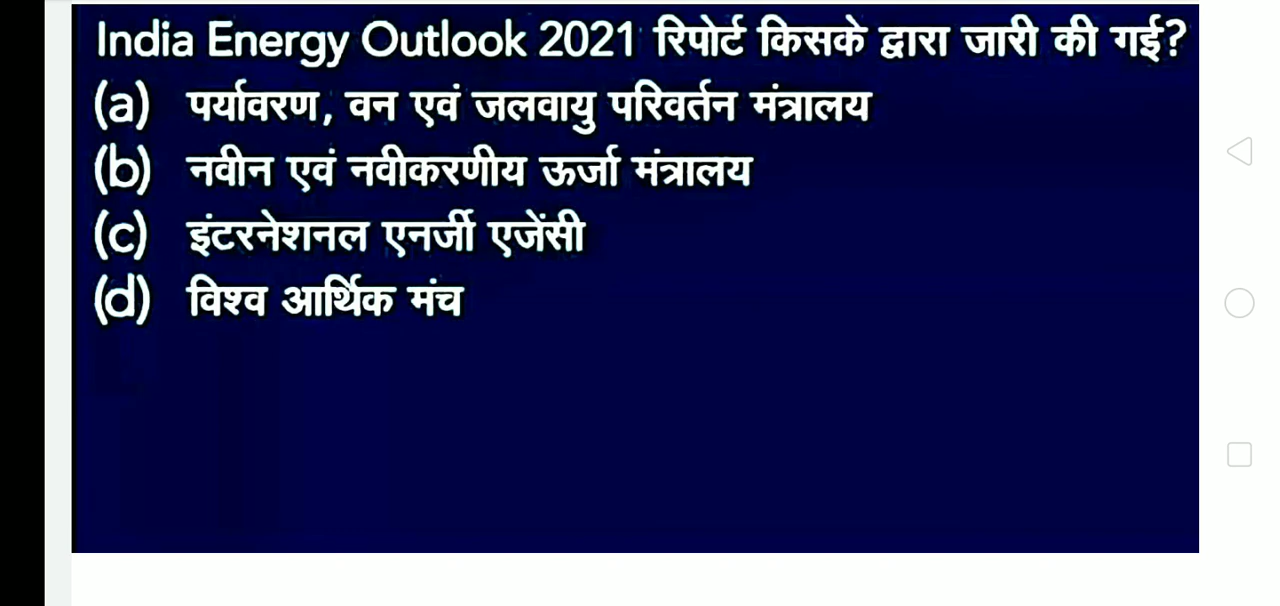 India Energy Outlook 2021 रिपोर्ट किसके द्वारा जारी की गई?
(a) पर्यावरण, वन एवं जलवायु परिवर्तन मंत्रालय
(b) नवीन एवं नवीकरणीय ऊर्जा मंत्रालय
(c) इंटरनेशनल एनर्जी एजेंसी
(d) विश्व आर्थिक मंच